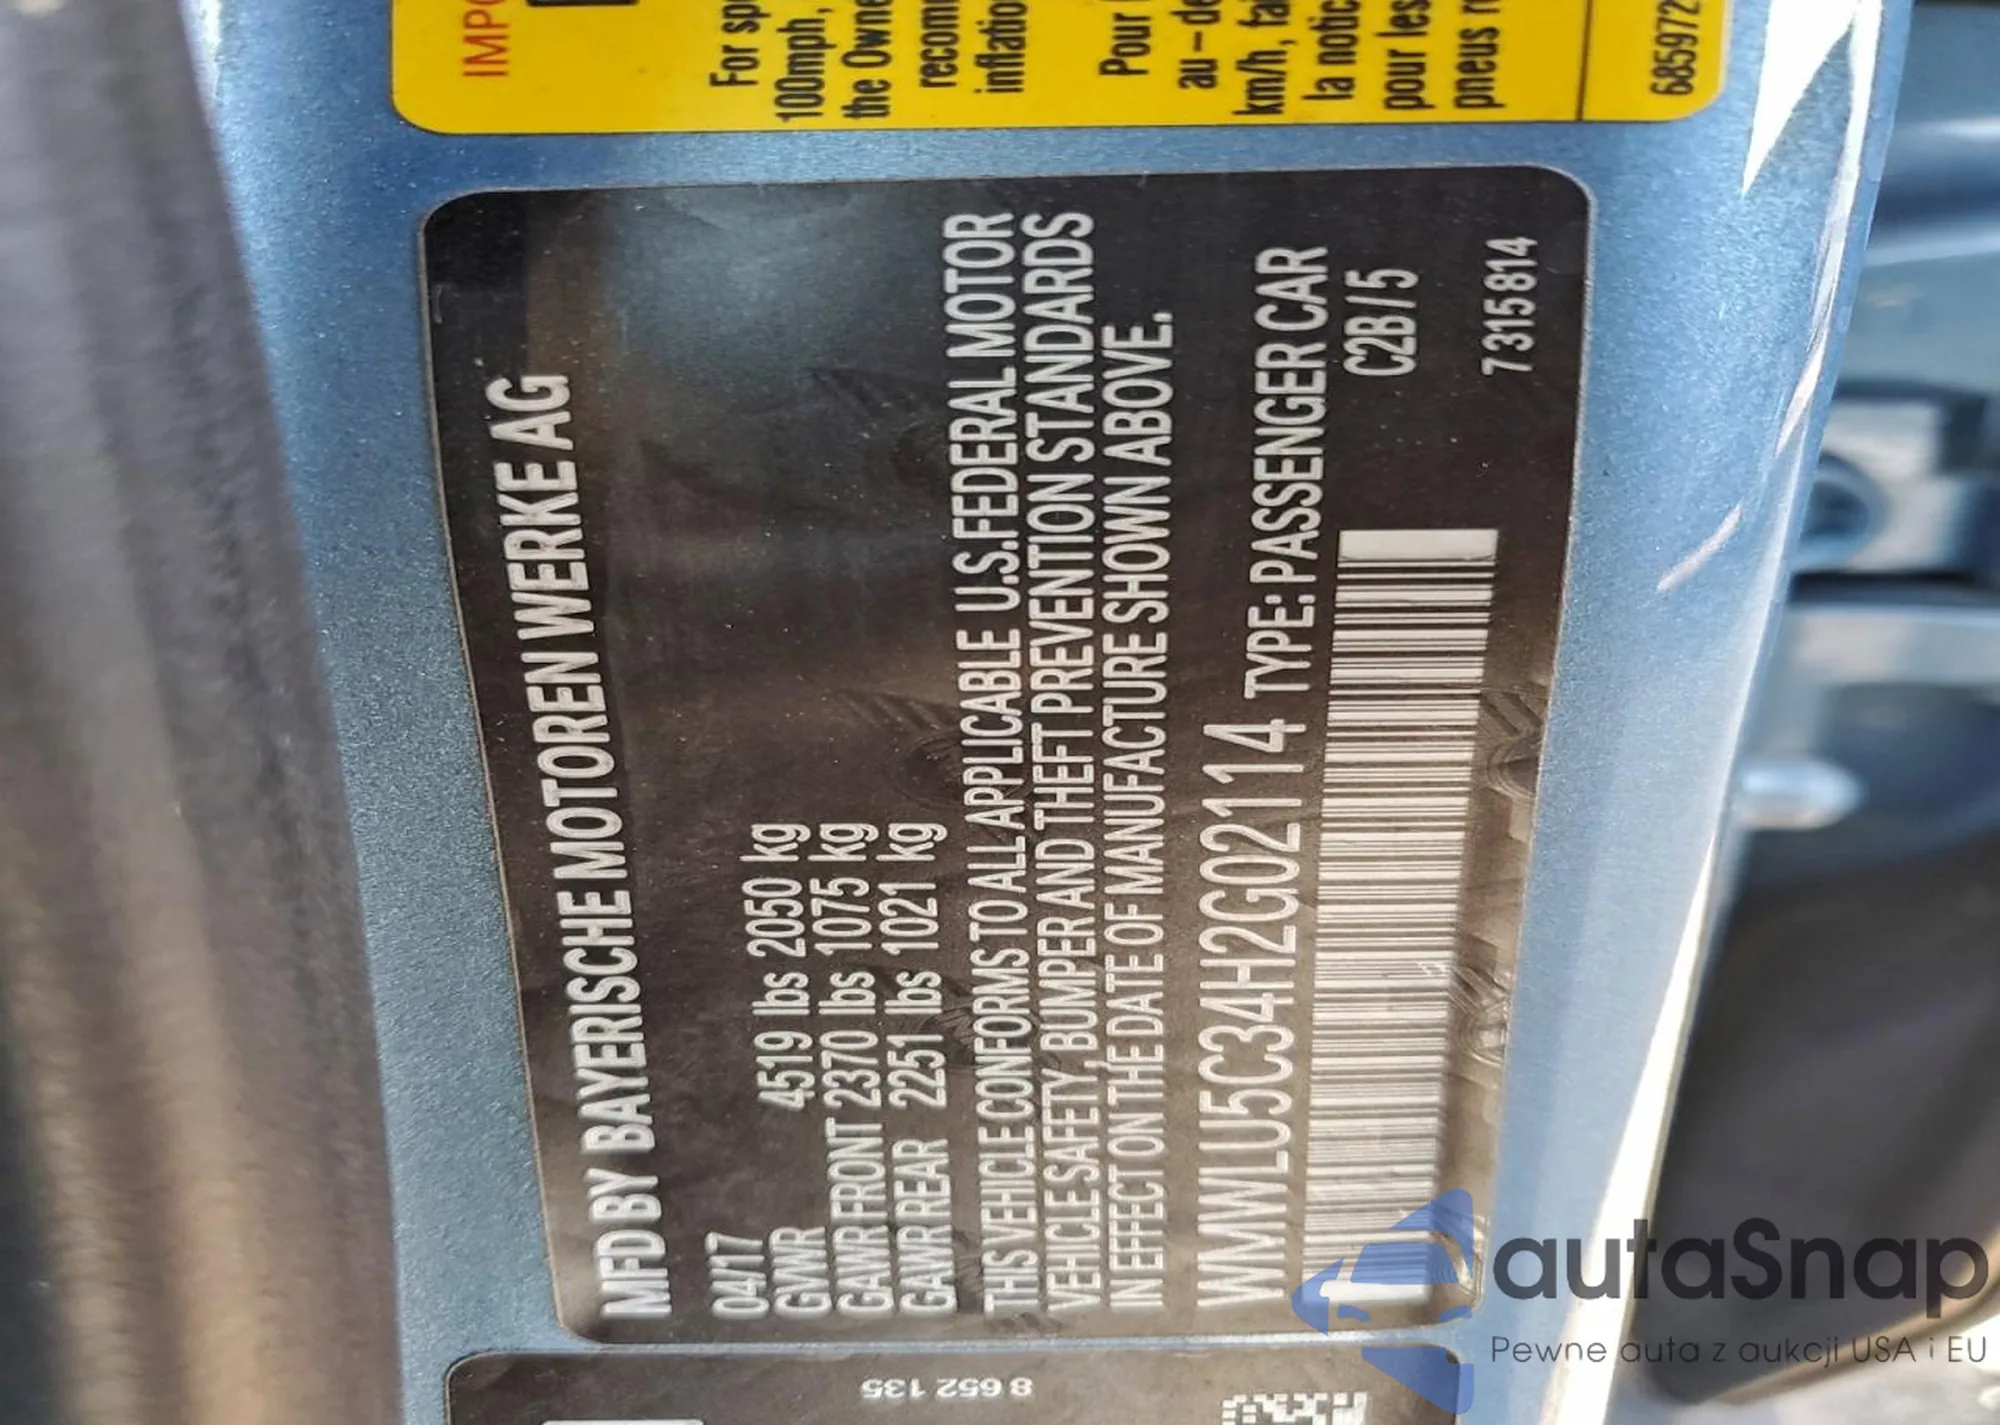 MFD BY BAYERISCHE MOTOREN WERKE AG
04/17
GVWR 4519 lbs 2050 kg
GAWR FRONT 2370 lbs 1075 kg
GAWR REAR 2251 lbs 1021 kg
THIS VEHICLE CONFORMS TO ALL APPLICABLE U.S.FEDERAL MOTOR
VEHICLE SAFETY, BUMPER AND THEFT PREVENTION STANDARDS
IN EFFECT ON THE DATE OF MANUFACTURE SHOWN ABOVE.
WMWLU5C34H2G02114 TYPE: PASSENGER CAR
C2B/5
7315814
For
100mph,
the Owne
recom
inflatio
Pour
au-de
km/h, fai
la notic
pour les
pneus r
685972
8 652 135
autaSnap
Pewne auta z aukcji USA i EU